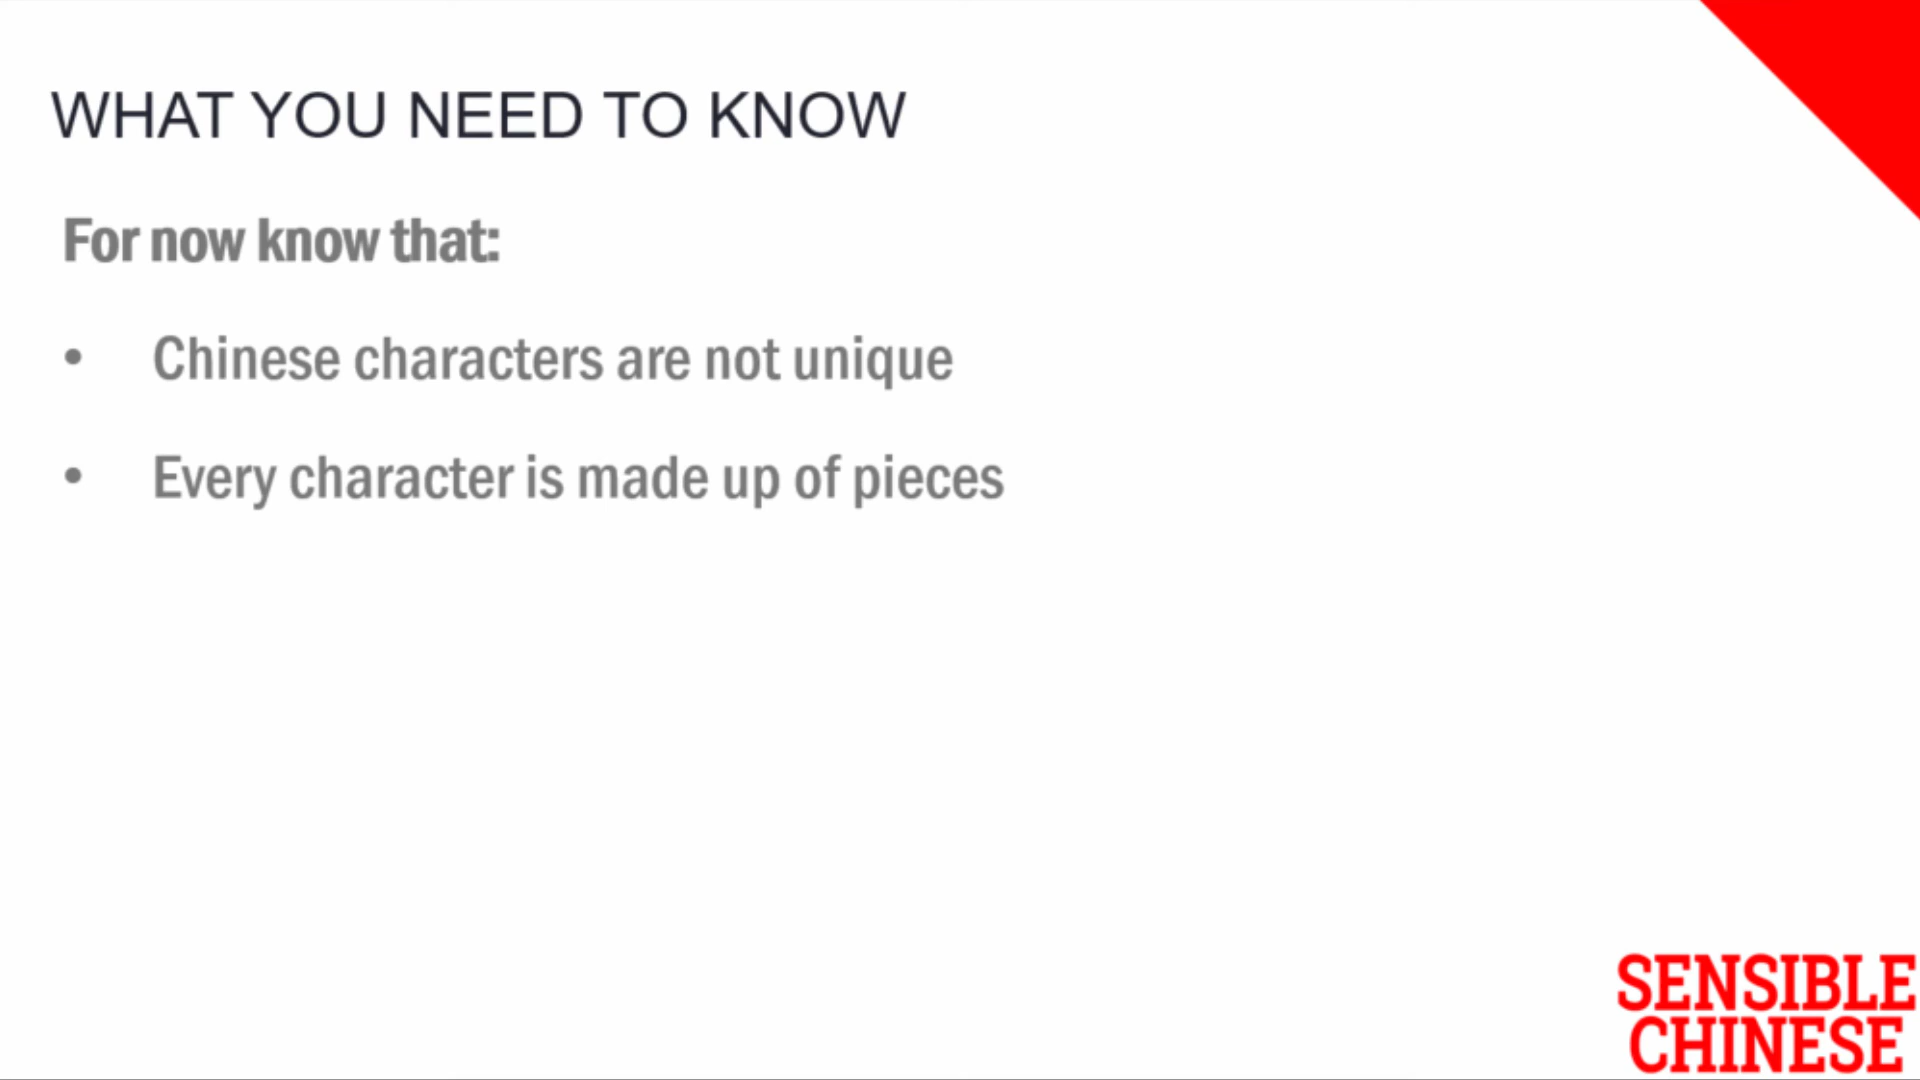 WHAT YOU NEED TO KNOW
For now know that:
• Chinese characters are not unique
• Every character is made up of pieces
SENSIBLE
CHINESE